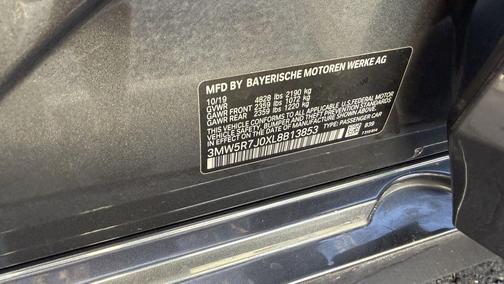 MFD BY BAYERISCHE MOTOREN WERKE AG
10/19
GVWR 4828 lbs 2190 kg
GAWR FRONT 2359 lbs 1072 kg
GAWR REAR 2359 lbs 1220 kg
THIS VEHICLE CONFORMS TO ALL APPLICABLE U.S.FEDERAL MOTOR
VEHICLE SAFETY, BUMPER, AND THEFT PREVENTION STANDARDS
IN EFFECT ON THE DATE OF MANUFACTURE SHOWN ABOVE.
3MW5R7J0XL8B13853 TYPE: PASSENGER CAR
B39